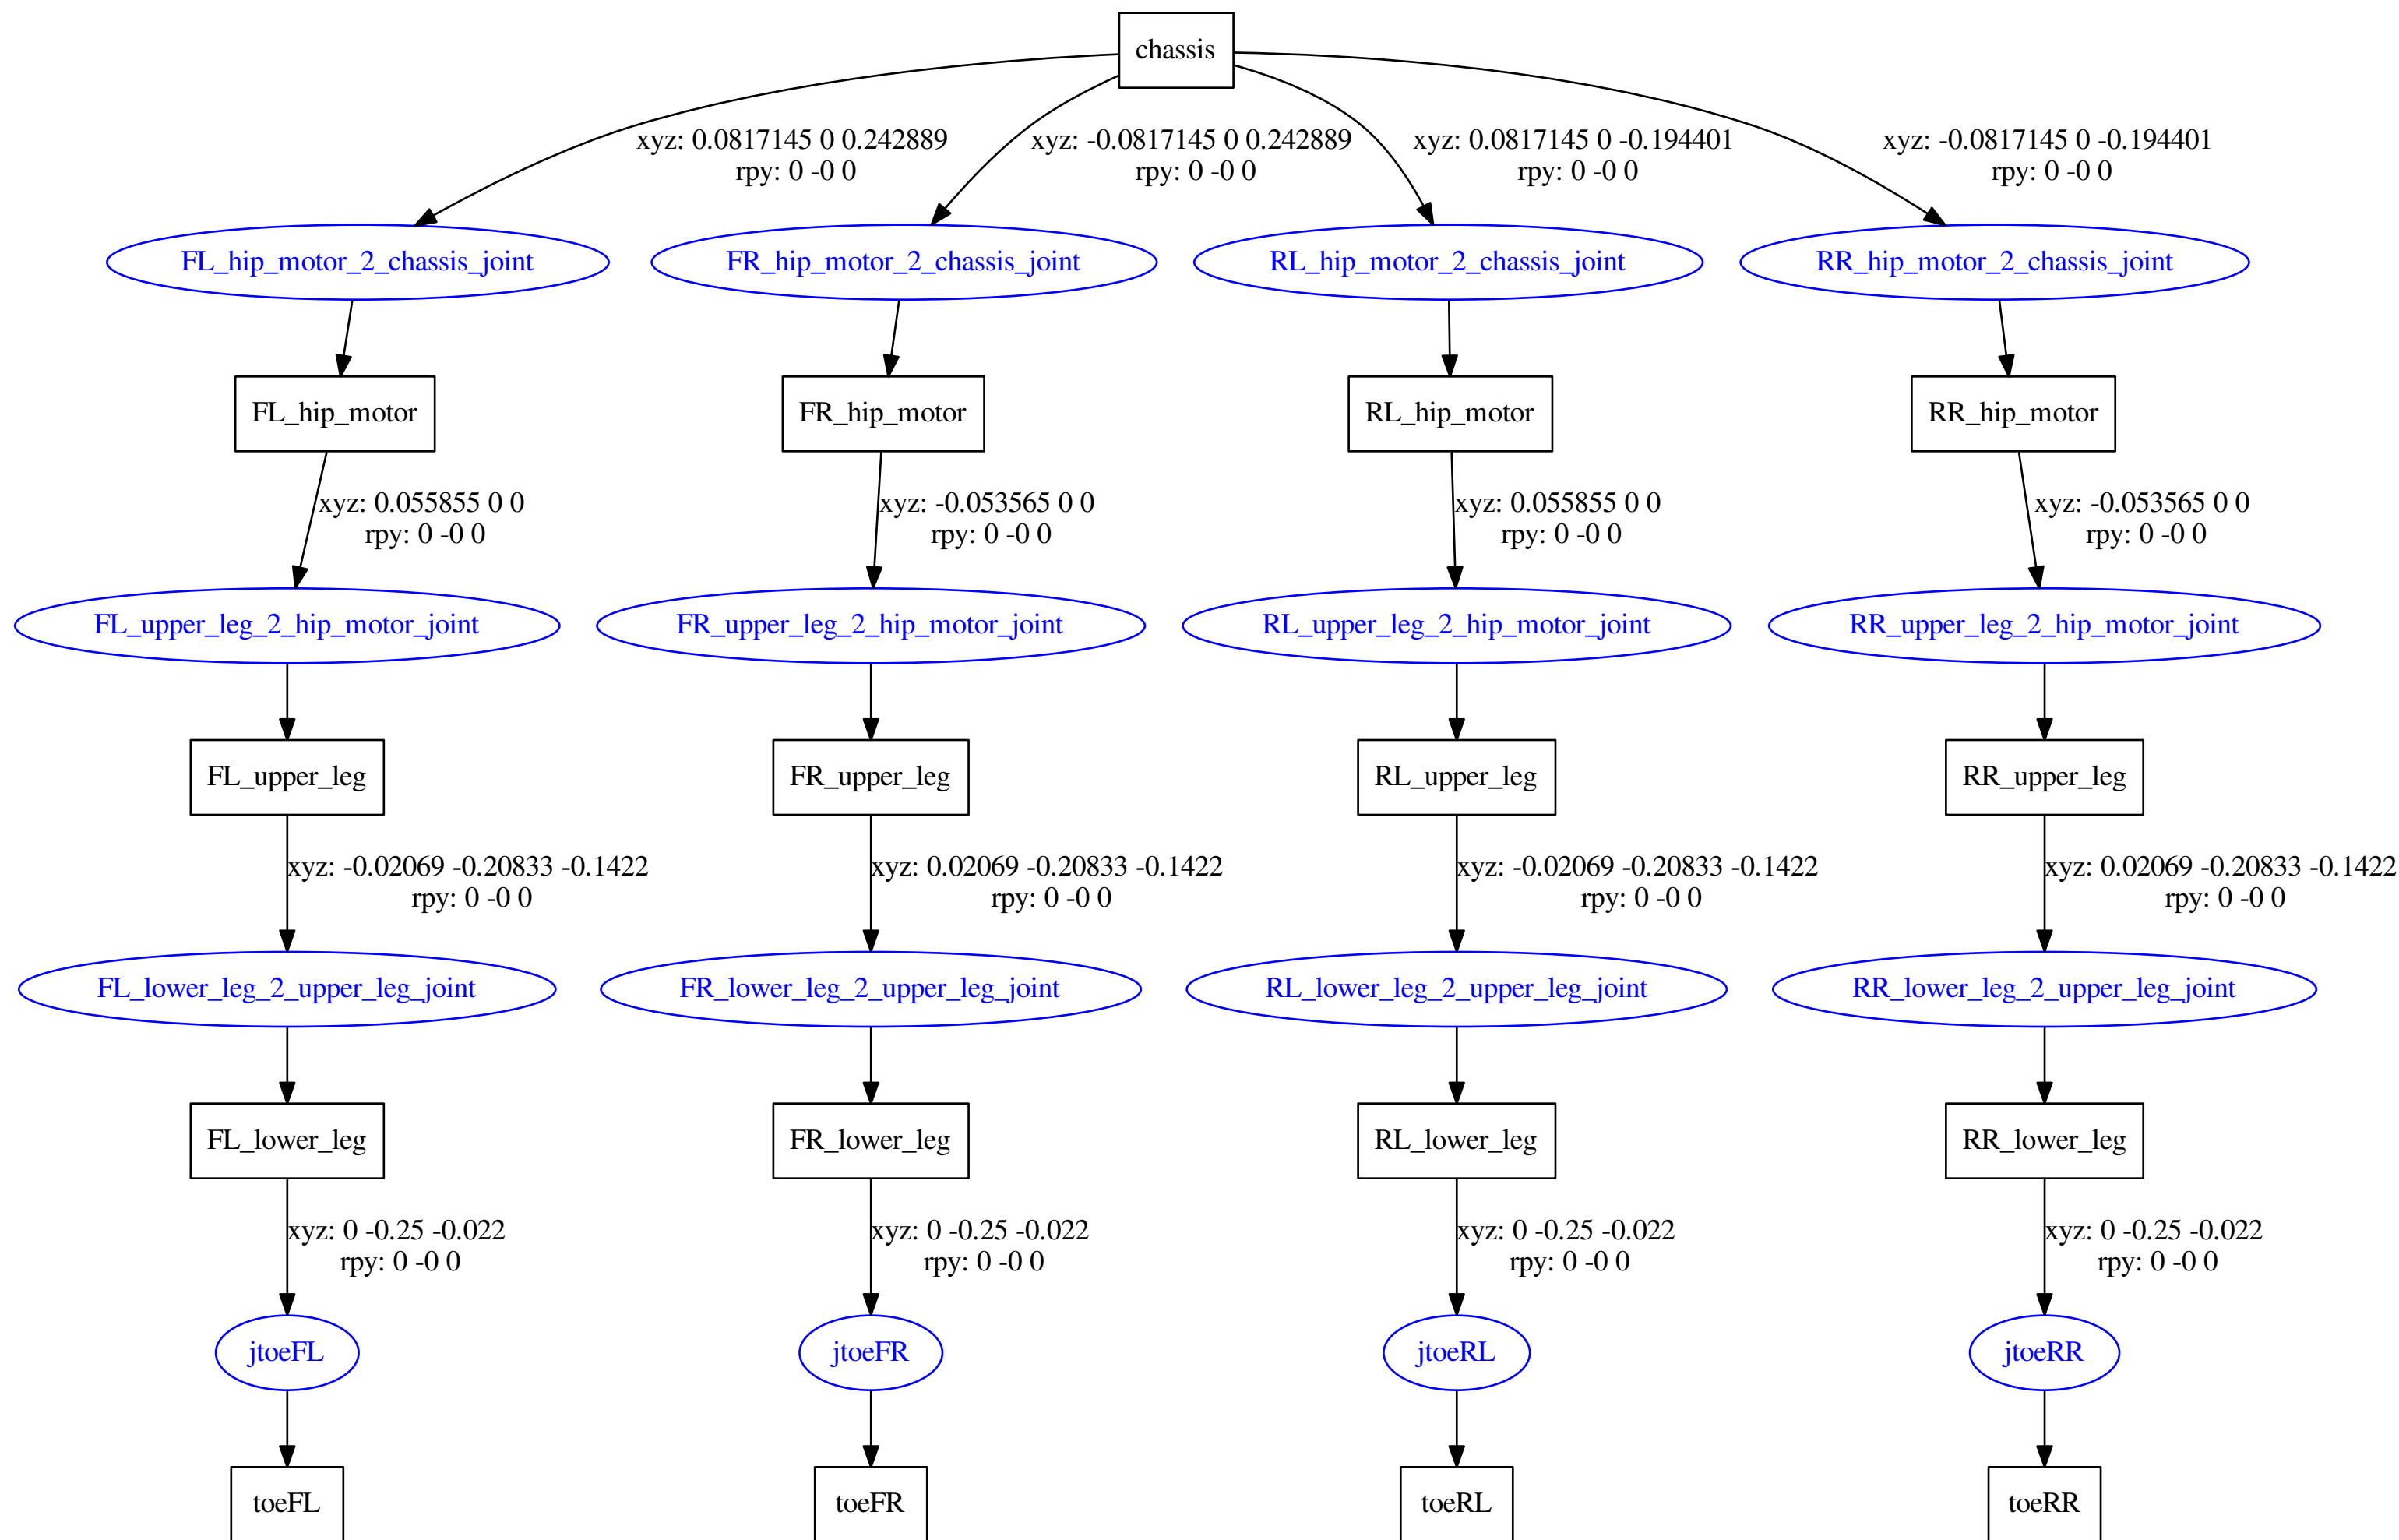 chassis
xyz: 0.0817145 0 0.242889
rpy: 0 -0 0
xyz: -0.0817145 0 0.242889
rpy: 0 -0 0
xyz: 0.0817145 0 -0.194401
rpy: 0 -0 0
xyz: -0.0817145 0 -0.194401
rpy: 0 -0 0
FL_hip_motor_2_chassis_joint
FR_hip_motor_2_chassis_joint
RL_hip_motor_2_chassis_joint
RR_hip_motor_2_chassis_joint
FL_hip_motor
FR_hip_motor
RL_hip_motor
RR_hip_motor
xyz: 0.055855 0 0
rpy: 0 -0 0
xyz: -0.053565 0 0
rpy: 0 -0 0
xyz: 0.055855 0 0
rpy: 0 -0 0
xyz: -0.053565 0 0
rpy: 0 -0 0
FL_upper_leg_2_hip_motor_joint
FR_upper_leg_2_hip_motor_joint
RL_upper_leg_2_hip_motor_joint
RR_upper_leg_2_hip_motor_joint
FL_upper_leg
FR_upper_leg
RL_upper_leg
RR_upper_leg
xyz: -0.02069 -0.20833 -0.1422
rpy: 0 -0 0
xyz: 0.02069 -0.20833 -0.1422
rpy: 0 -0 0
xyz: -0.02069 -0.20833 -0.1422
rpy: 0 -0 0
xyz: 0.02069 -0.20833 -0.1422
rpy: 0 -0 0
FL_lower_leg_2_upper_leg_joint
FR_lower_leg_2_upper_leg_joint
RL_lower_leg_2_upper_leg_joint
RR_lower_leg_2_upper_leg_joint
FL_lower_leg
FR_lower_leg
RL_lower_leg
RR_lower_leg
xyz: 0 -0.25 -0.022
rpy: 0 -0 0
xyz: 0 -0.25 -0.022
rpy: 0 -0 0
xyz: 0 -0.25 -0.022
rpy: 0 -0 0
xyz: 0 -0.25 -0.022
rpy: 0 -0 0
jtoeFL
jtoeFR
jtoeRL
jtoeRR
toeFL
toeFR
toeRL
toeRR